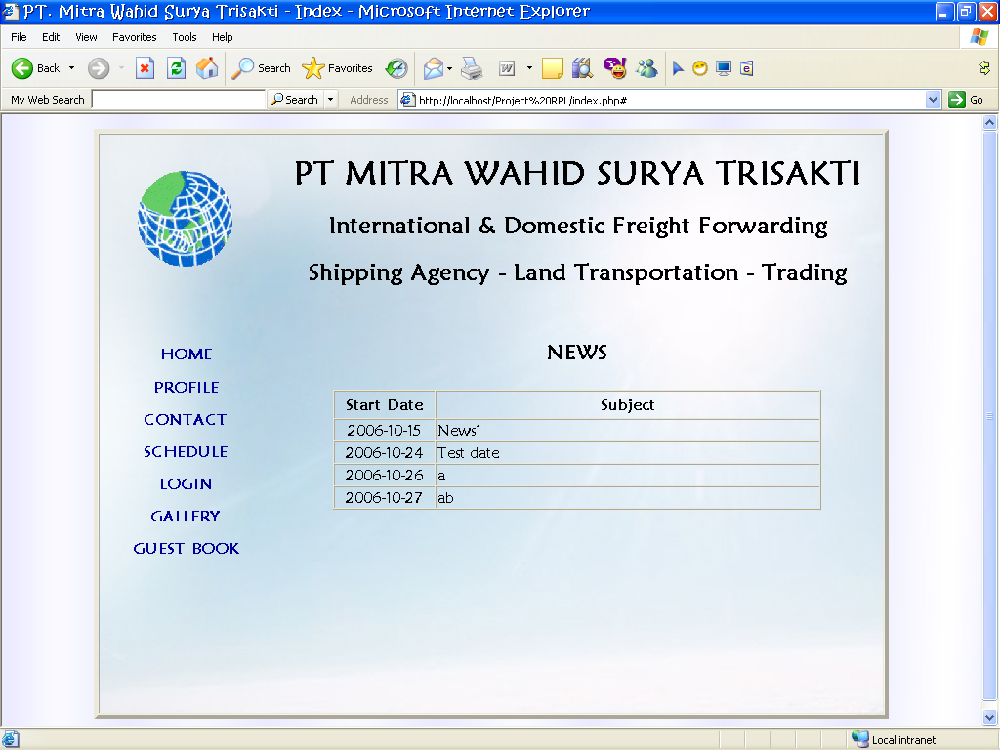 PT. Mitra Wahid Surya Trisakti - Index - Microsoft Internet Explorer
File Edit View Favorites Tools Help
Back Search Favorites
My Web Search Search Address http://localhost/Project%20RPL/index.php# Go
PT MITRA WAHID SURYA TRISAKTI
International & Domestic Freight Forwarding
Shipping Agency - Land Transportation - Trading
HOME
PROFILE
CONTACT
SCHEDULE
LOGIN
GALLERY
GUEST BOOK
NEWS
Start Date Subject
2006-10-15 News1
2006-10-24 Test date
2006-10-26 a
2006-10-27 ab
Local intranet